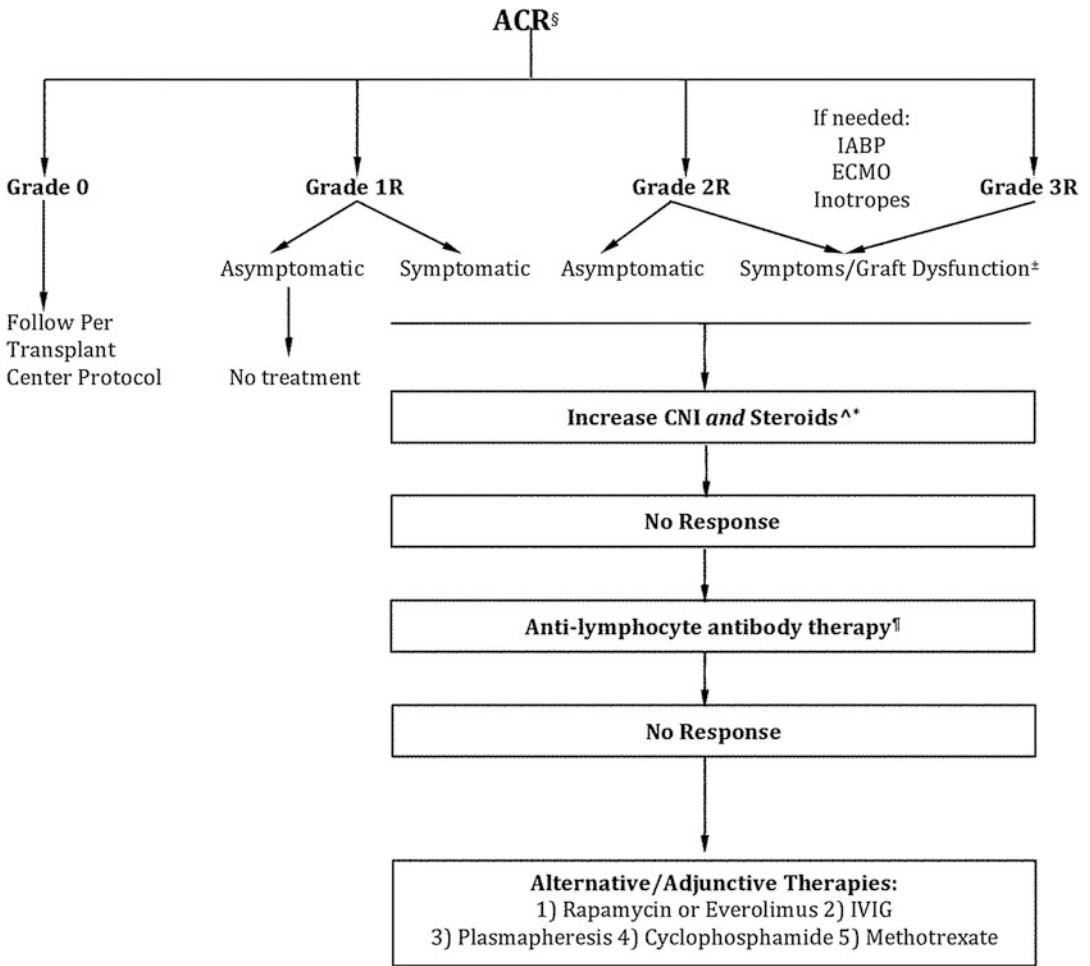 ACR§
If needed:
IABP
ECMO
Inotropes
Grade 0
Grade 1R
Grade 2R
Grade 3R
Asymptomatic
Symptomatic
Asymptomatic
Symptoms/Graft Dysfunction±
Follow Per
Transplant
Center Protocol
No treatment
Increase CNI and Steroids^*
No Response
Anti-lymphocyte antibody therapy¶
No Response
Alternative/Adjunctive Therapies:
1) Rapamycin or Everolimus 2) IVIG
3) Plasmapheresis 4) Cyclophosphamide 5) Methotrexate